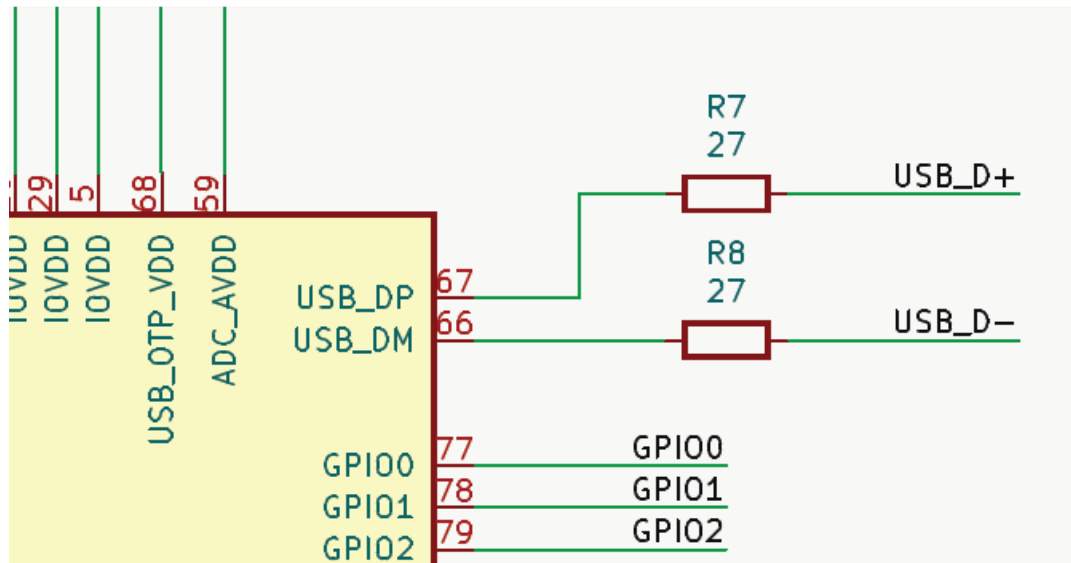 R7
27
USB_D+
29
5
68
59
IOVDD
IOVDD
IOVDD
USB_OTP_VDD
ADC_AVDD
R8
27
USB_DP
67
USB_DM
66
USB_D-
GPIO0
77
GPIO0
GPIO1
78
GPIO1
GPIO2
79
GPIO2